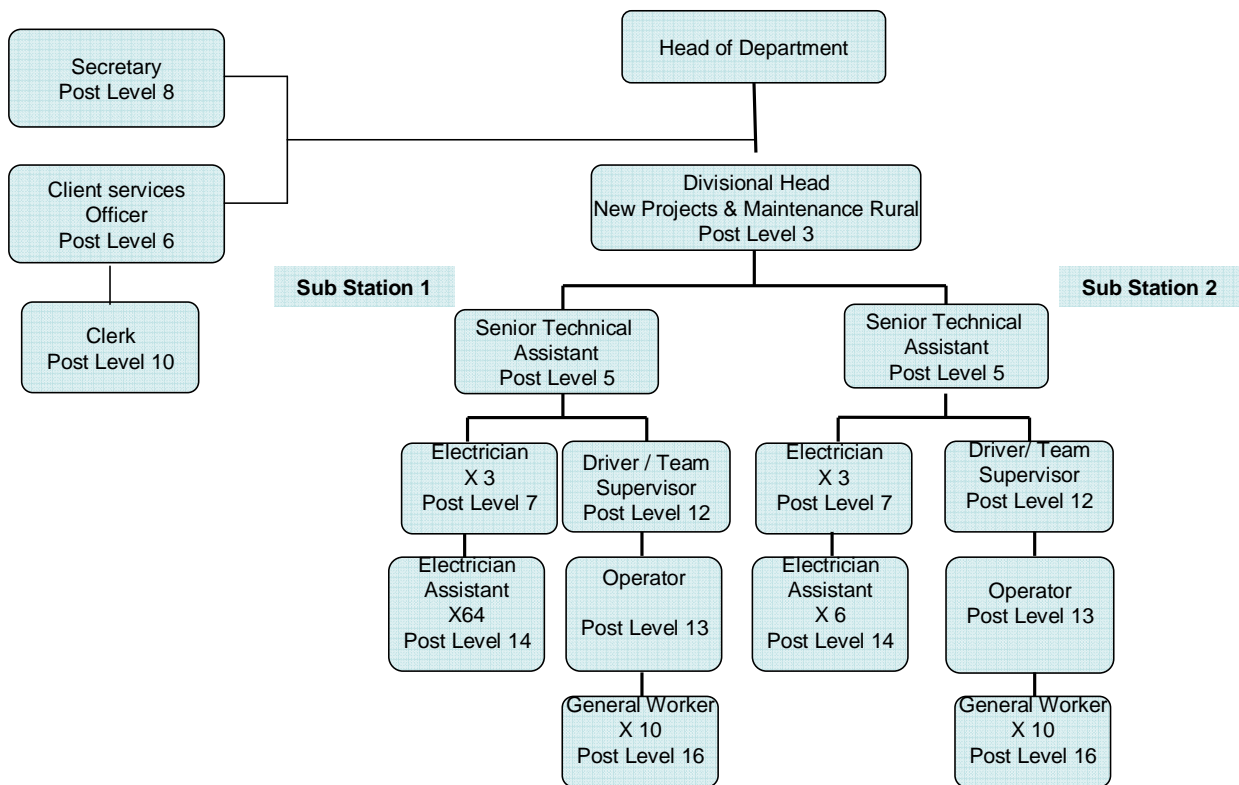 Head of Department
Secretary
Post Level 8
Client services
Officer
Post Level 6
Clerk
Post Level 10
Divisional Head
New Projects & Maintenance Rural
Post Level 3
Sub Station 1
Sub Station 2
Senior Technical
Assistant
Post Level 5
Senior Technical
Assistant
Post Level 5
Electrician
X 3
Post Level 7
Driver / Team
Supervisor
Post Level 12
Electrician
X 3
Post Level 7
Driver/ Team
Supervisor
Post Level 12
Electrician
Assistant
X64
Post Level 14
Operator
Post Level 13
Electrician
Assistant
X 6
Post Level 14
Operator
Post Level 13
General Worker
X 10
Post Level 16
General Worker
X 10
Post Level 16